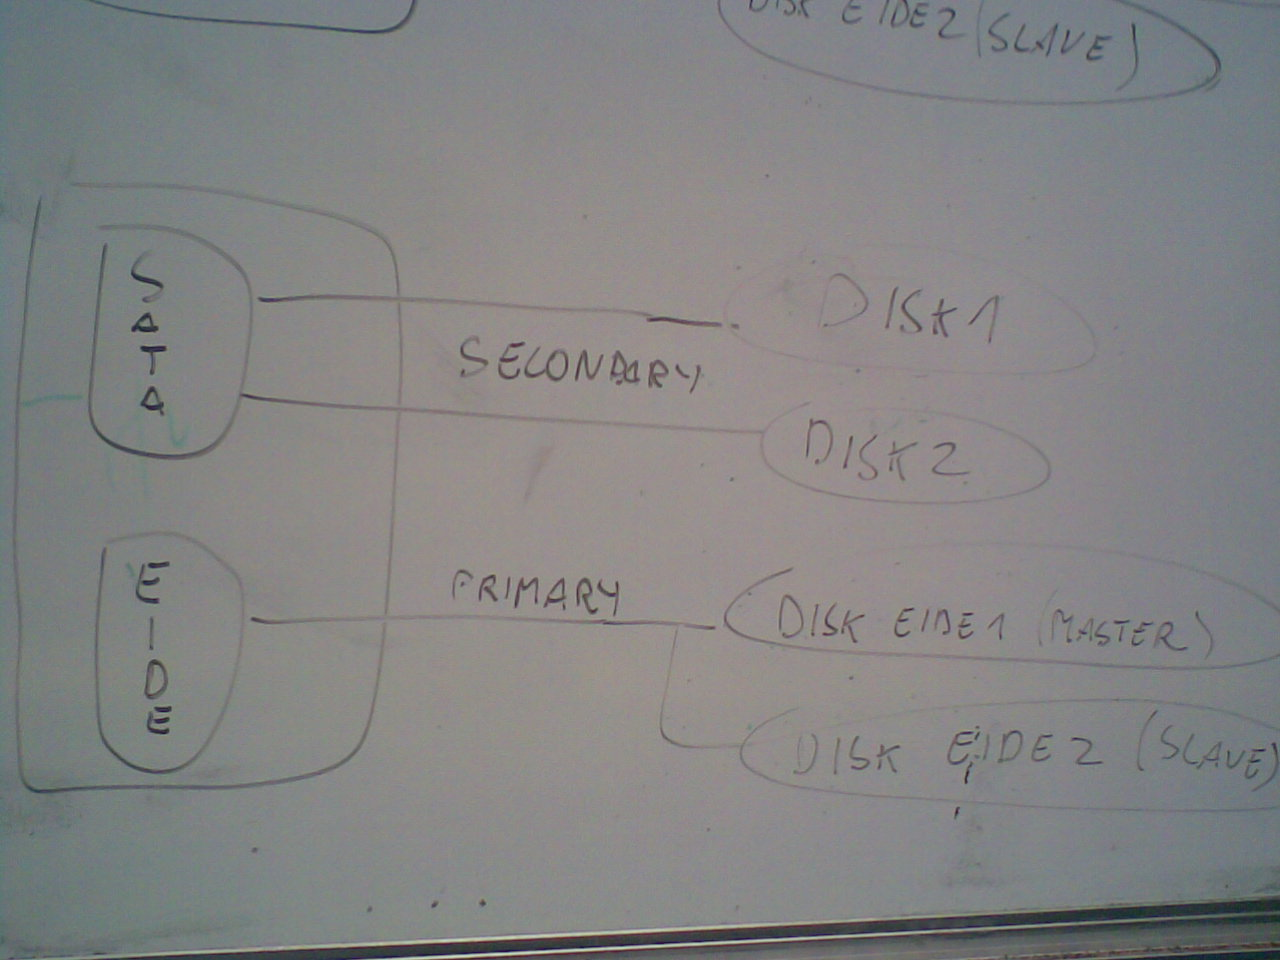 DISK EIDE2 (SLAVE)
SATA
DISK1
SECONDARY
DISK2
EIDE
PRIMARY
DISK EIDE1 (MASTER)
DISK EIDE2 (SLAVE)